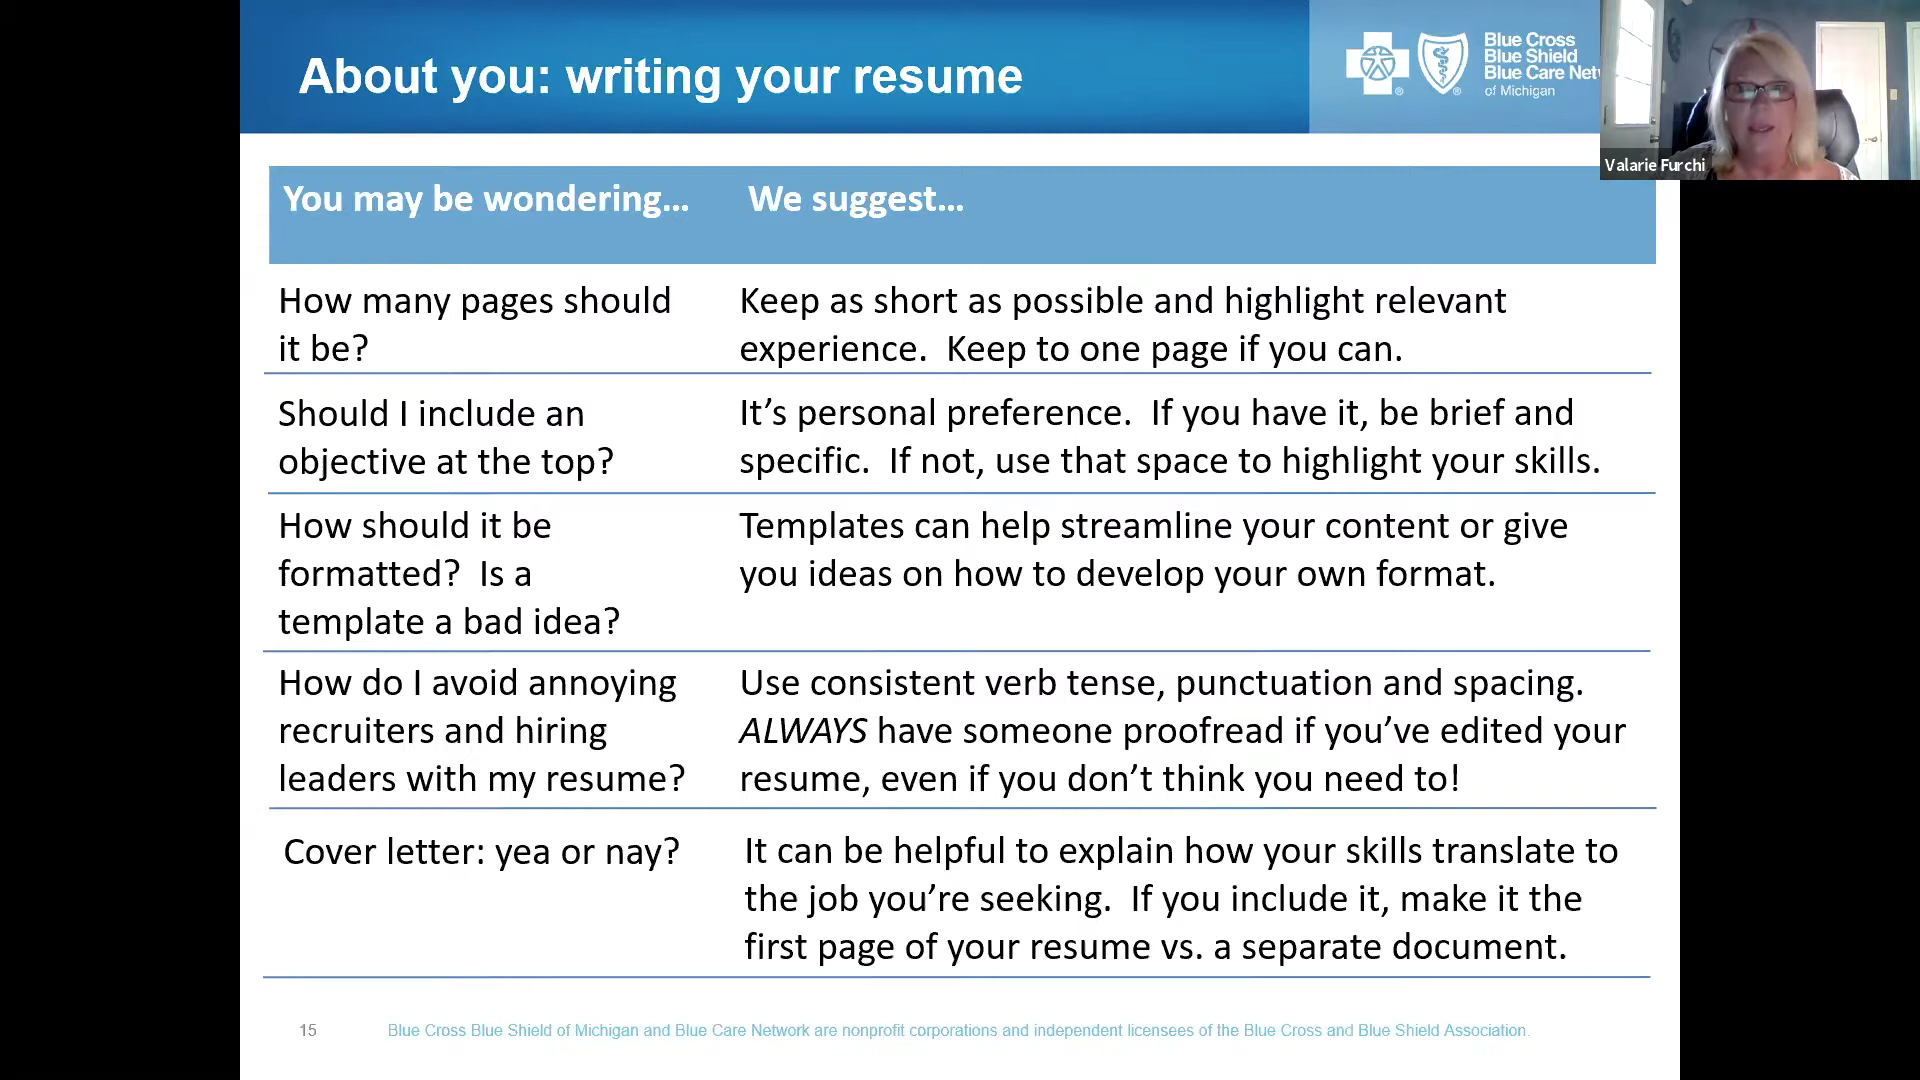 About you: writing your resume
Blue Cross
Blue Shield
Blue Care Net
of Michigan
Valarie Furchi
You may be wondering...
We suggest...
How many pages should
it be?
Keep as short as possible and highlight relevant
experience.  Keep to one page if you can.
Should I include an
objective at the top?
It’s personal preference.  If you have it, be brief and
specific.  If not, use that space to highlight your skills.
How should it be
formatted?  Is a
template a bad idea?
Templates can help streamline your content or give
you ideas on how to develop your own format.
How do I avoid annoying
recruiters and hiring
leaders with my resume?
Use consistent verb tense, punctuation and spacing.
ALWAYS have someone proofread if you’ve edited your
resume, even if you don’t think you need to!
Cover letter: yea or nay?
It can be helpful to explain how your skills translate to
the job you’re seeking.  If you include it, make it the
first page of your resume vs. a separate document.
15
Blue Cross Blue Shield of Michigan and Blue Care Network are nonprofit corporations and independent licensees of the Blue Cross and Blue Shield Association.